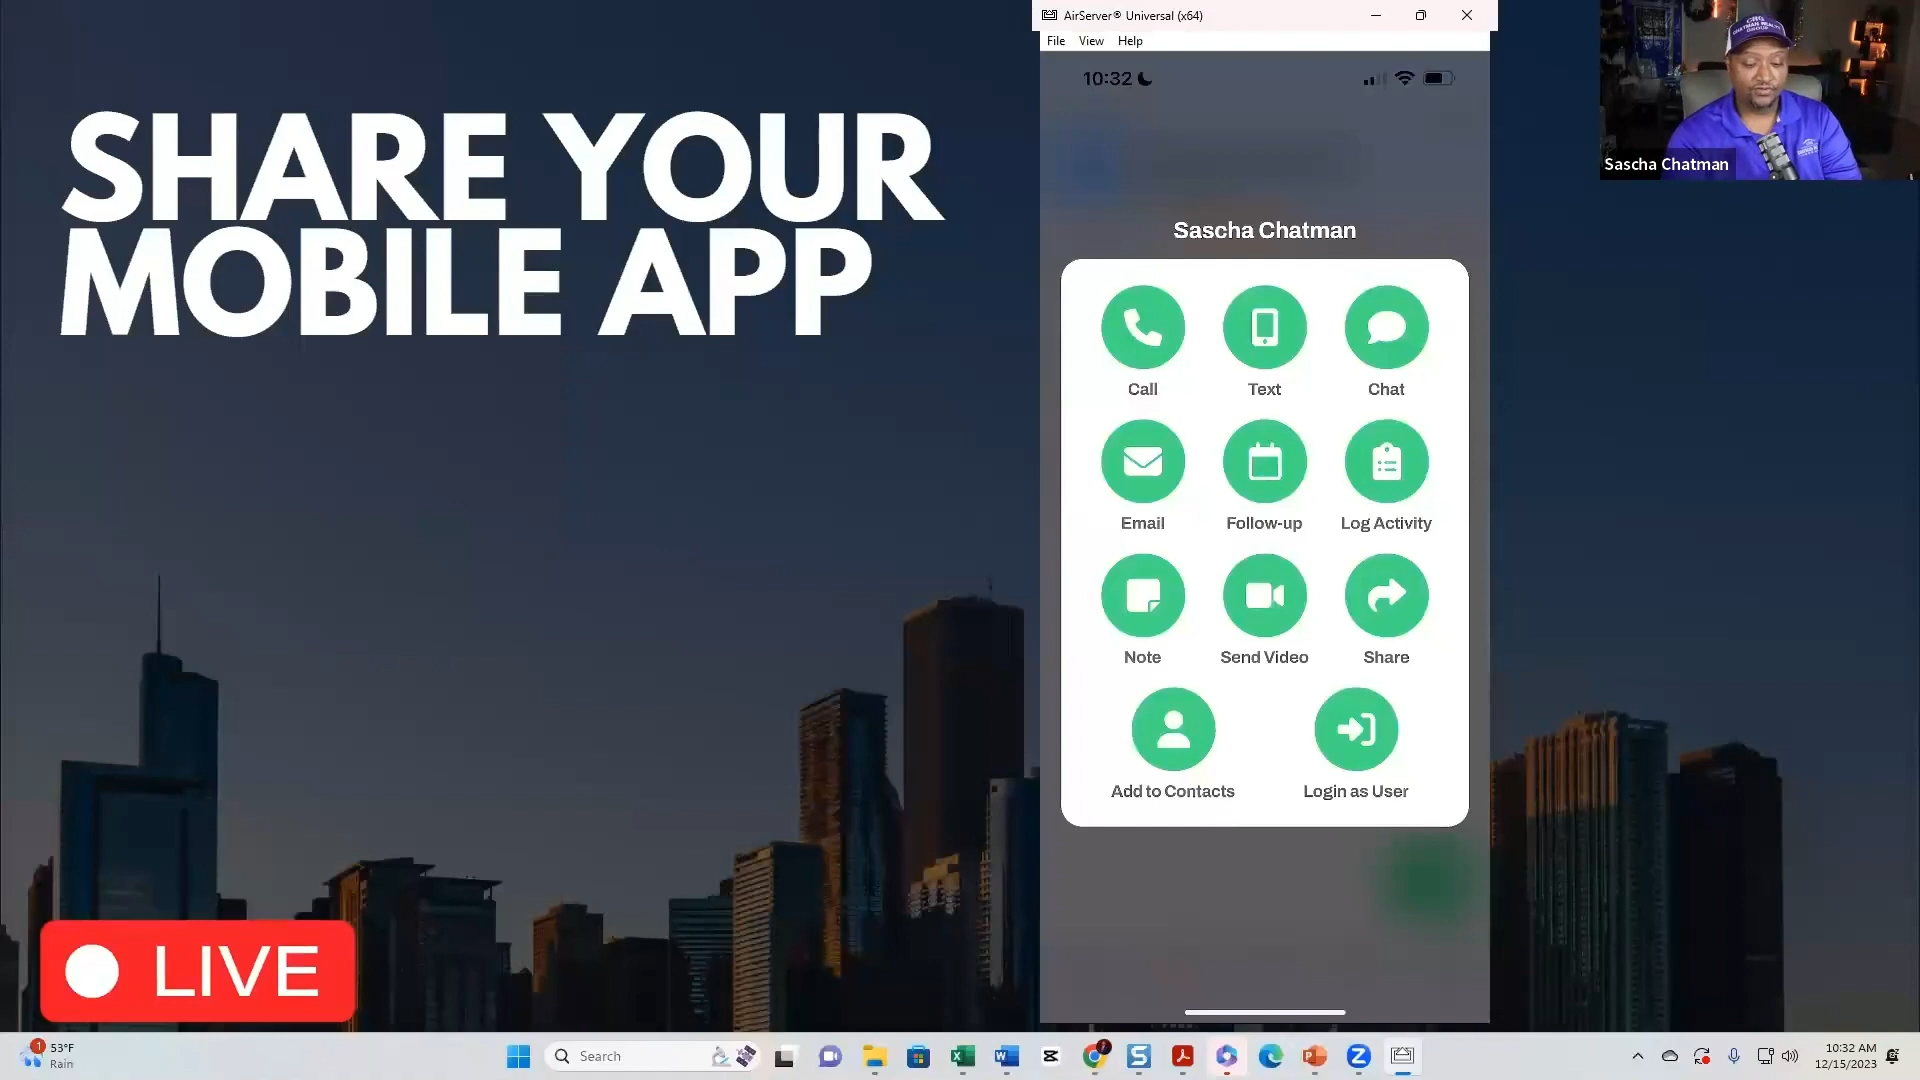 SHARE YOUR
MOBILE APP
LIVE
AirServer® Universal (x64)
File View Help
10:32
Sascha Chatman
Call Text Chat
Email Follow-up Log Activity
Note Send Video Share
Add to Contacts Login as User
Sascha Chatman
1
53°F
Rain
Search
10:32 AM
12/15/2023